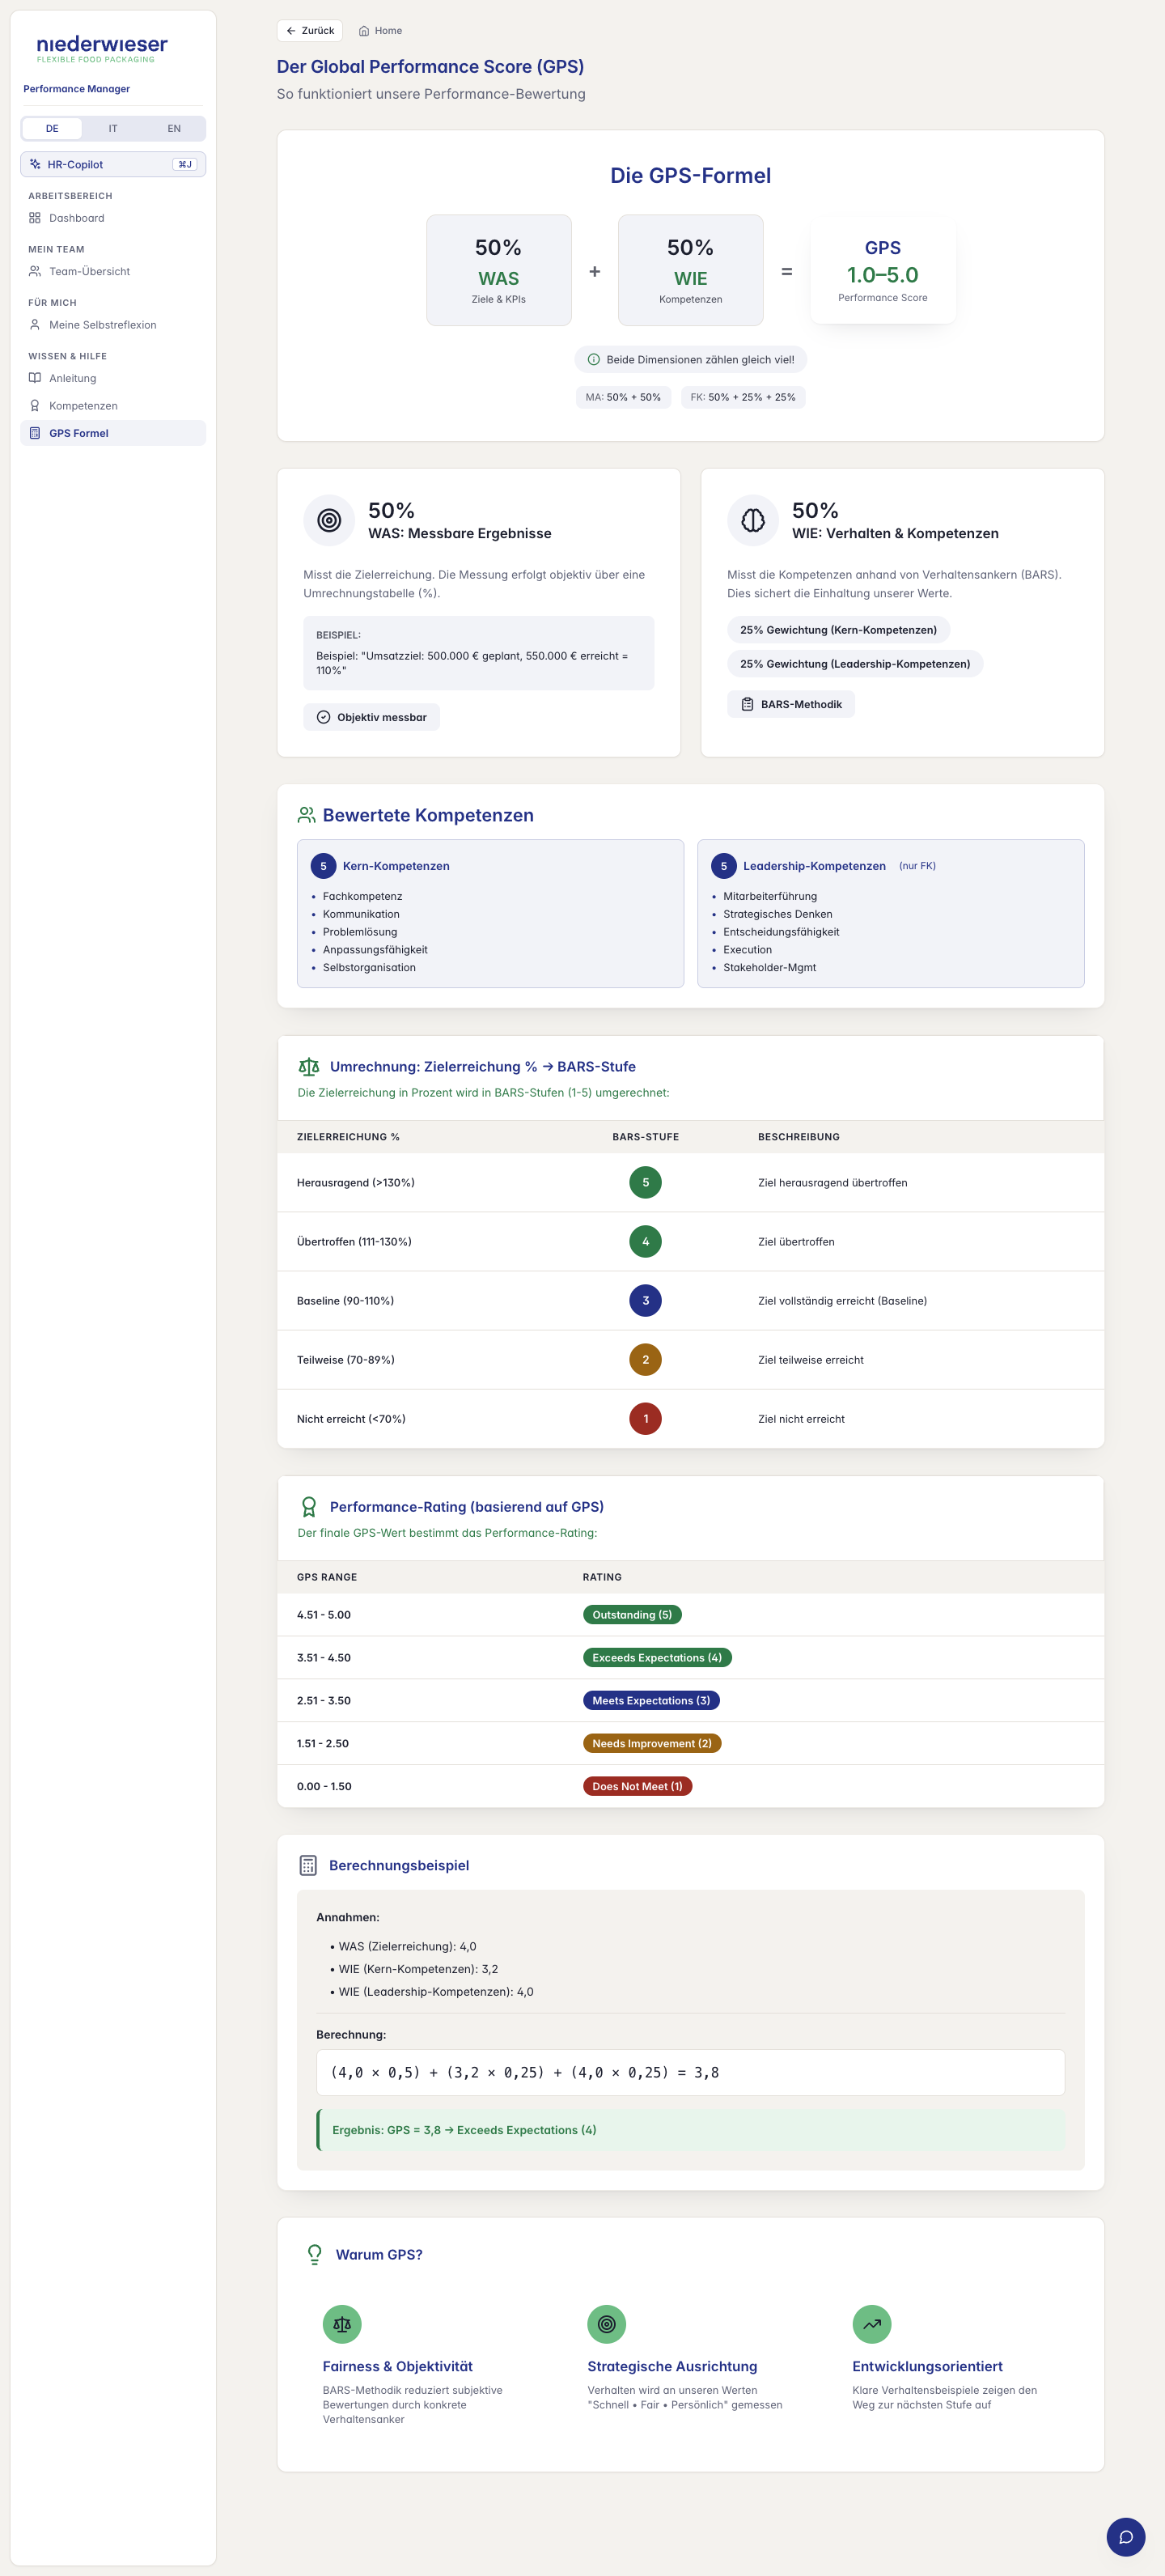 niederwieser
FLEXIBLE FOOD PACKAGING
Performance Manager
DE IT EN
HR-Copilot ⌘J
ARBEITSBEREICH
Dashboard
MEIN TEAM
Team-Übersicht
FÜR MICH
Meine Selbstreflexion
WISSEN & HILFE
Anleitung
Kompetenzen
GPS Formel
← Zurück Home
Der Global Performance Score (GPS)
So funktioniert unsere Performance-Bewertung
Die GPS-Formel
50%
WAS
Ziele & KPIs
+
50%
WIE
Kompetenzen
=
GPS
1.0–5.0
Performance Score
Beide Dimensionen zählen gleich viel!
MA: 50% + 50% FK: 50% + 25% + 25%
50%
WAS: Messbare Ergebnisse
Misst die Zielerreichung. Die Messung erfolgt objektiv über eine
Umrechnungstabelle (%).
BEISPIEL:
Beispiel: "Umsatzziel: 500.000 € geplant, 550.000 € erreicht =
110%"
Objektiv messbar
50%
WIE: Verhalten & Kompetenzen
Misst die Kompetenzen anhand von Verhaltensankern (BARS).
Dies sichert die Einhaltung unserer Werte.
25% Gewichtung (Kern-Kompetenzen)
25% Gewichtung (Leadership-Kompetenzen)
BARS-Methodik
Bewertete Kompetenzen
5 Kern-Kompetenzen
• Fachkompetenz
• Kommunikation
• Problemlösung
• Anpassungsfähigkeit
• Selbstorganisation
5 Leadership-Kompetenzen (nur FK)
• Mitarbeiterführung
• Strategisches Denken
• Entscheidungsfähigkeit
• Execution
• Stakeholder-Mgmt
Umrechnung: Zielerreichung % → BARS-Stufe
Die Zielerreichung in Prozent wird in BARS-Stufen (1-5) umgerechnet:
ZIELERREICHUNG % BARS-STUFE BESCHREIBUNG
Herausragend (>130%) 5 Ziel herausragend übertroffen
Übertroffen (111-130%) 4 Ziel übertroffen
Baseline (90-110%) 3 Ziel vollständig erreicht (Baseline)
Teilweise (70-89%) 2 Ziel teilweise erreicht
Nicht erreicht (<70%) 1 Ziel nicht erreicht
Performance-Rating (basierend auf GPS)
Der finale GPS-Wert bestimmt das Performance-Rating:
GPS RANGE RATING
4.51 - 5.00 Outstanding (5)
3.51 - 4.50 Exceeds Expectations (4)
2.51 - 3.50 Meets Expectations (3)
1.51 - 2.50 Needs Improvement (2)
0.00 - 1.50 Does Not Meet (1)
Berechnungsbeispiel
Annahmen:
• WAS (Zielerreichung): 4,0
• WIE (Kern-Kompetenzen): 3,2
• WIE (Leadership-Kompetenzen): 4,0
Berechnung:
(4,0 × 0,5) + (3,2 × 0,25) + (4,0 × 0,25) = 3,8
Ergebnis: GPS = 3,8 → Exceeds Expectations (4)
Warum GPS?
Fairness & Objektivität
BARS-Methodik reduziert subjektive
Bewertungen durch konkrete
Verhaltensanker
Strategische Ausrichtung
Verhalten wird an unseren Werten
"Schnell • Fair • Persönlich" gemessen
Entwicklungsorientiert
Klare Verhaltensbeispiele zeigen den
Weg zur nächsten Stufe auf